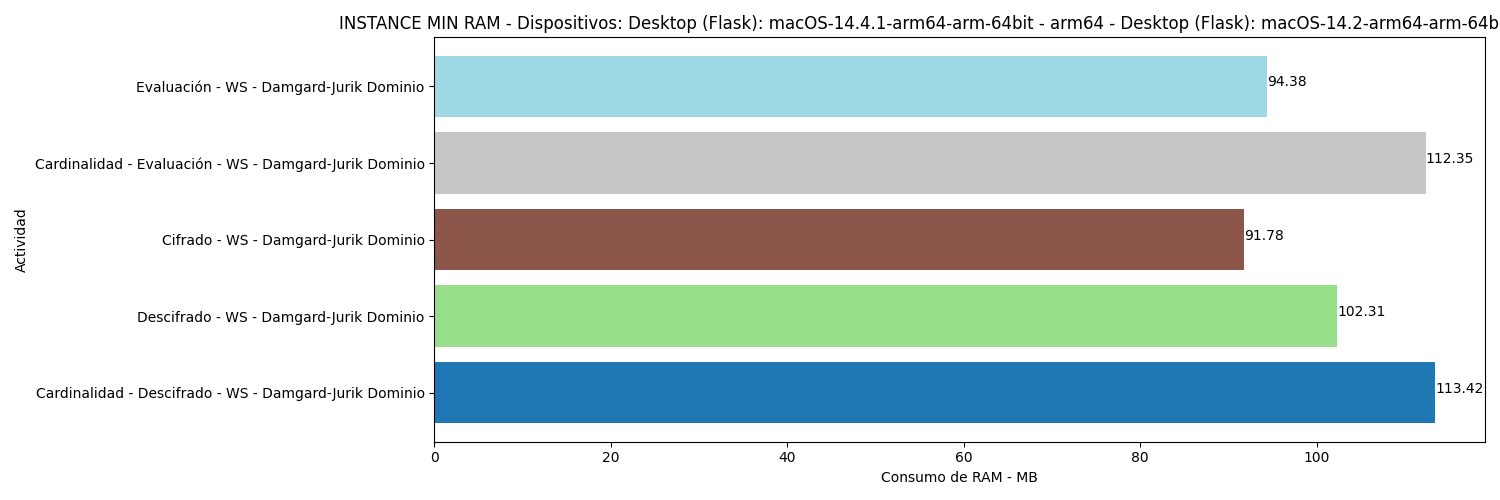 INSTANCE MIN RAM - Dispositivos: Desktop (Flask): macOS-14.4.1-arm64-arm-64bit - arm64 - Desktop (Flask): macOS-14.2-arm64-arm-64b
Evaluación - WS - Damgard-Jurik Dominio
94.38
Cardinalidad - Evaluación - WS - Damgard-Jurik Dominio
112.35
Actividad
Cifrado - WS - Damgard-Jurik Dominio
91.78
Descifrado - WS - Damgard-Jurik Dominio
102.31
Cardinalidad - Descifrado - WS - Damgard-Jurik Dominio
113.42
0 20 40 60 80 100
Consumo de RAM - MB